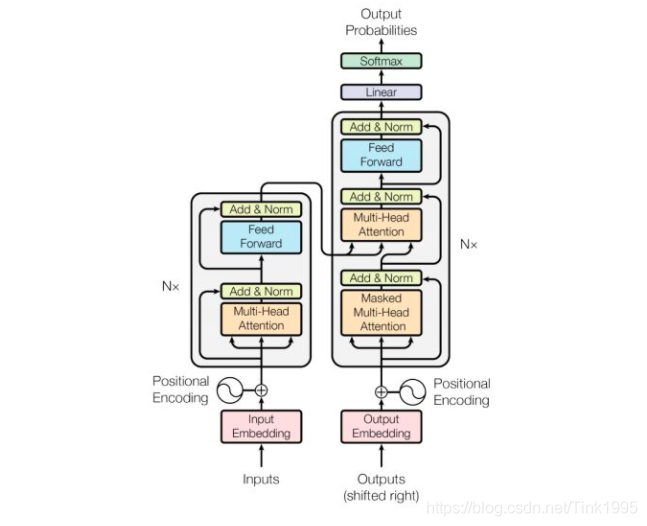 Output
Probabilities
Softmax
Linear
Add & Norm
Feed
Forward
Add & Norm
Multi-Head
Attention
Add & Norm
Masked
Multi-Head
Attention
Nx
Add & Norm
Feed
Forward
Add & Norm
Multi-Head
Attention
Nx
Positional
Encoding
Positional
Encoding
Input
Embedding
Output
Embedding
Inputs
Outputs
(shifted right)
https://blog.csdn.net/Tink1995